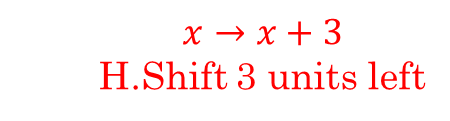 x → x + 3
H.Shift 3 units left